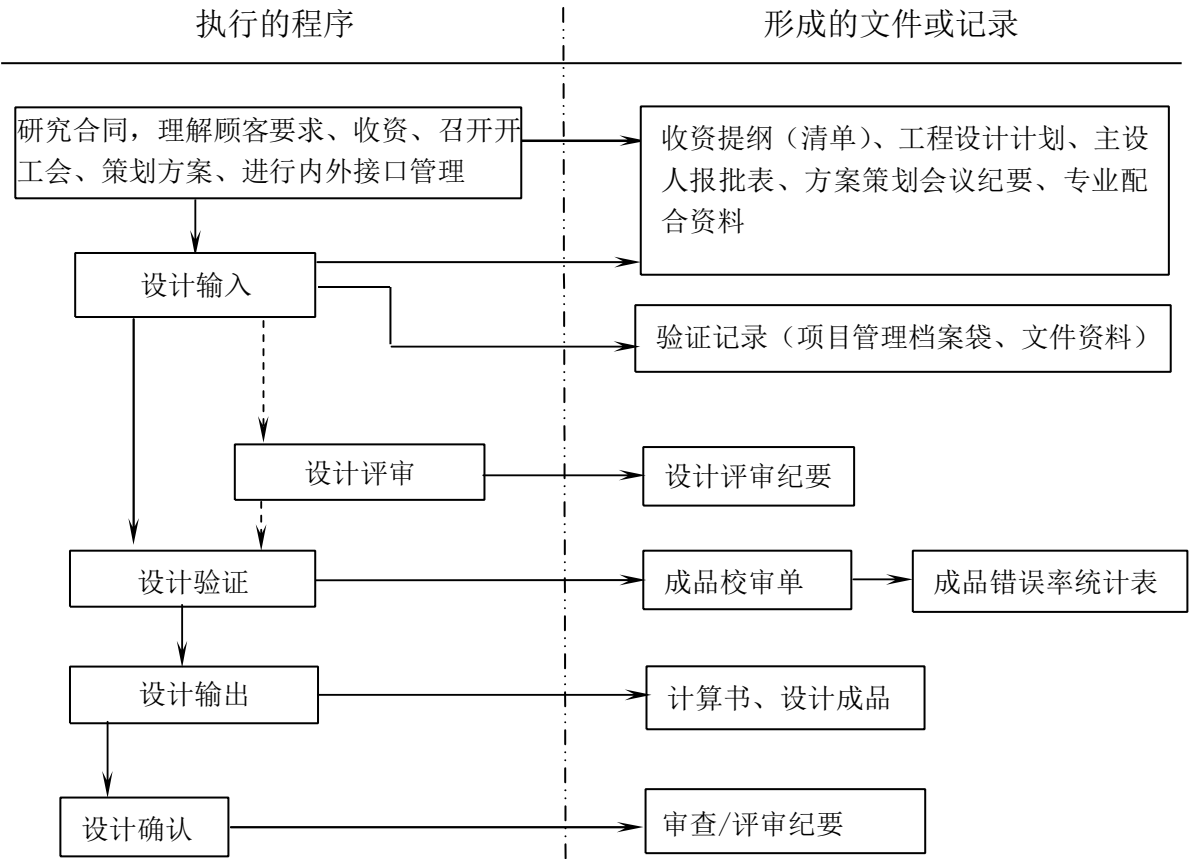 执行的程序
形成的文件或记录
研究合同，理解顾客要求、收资、召开开
工会、策划方案、进行内外接口管理
收资提纲（清单）、工程设计计划、主设
人报批表、方案策划会议纪要、专业配
合资料
设计输入
验证记录（项目管理档案袋、文件资料）
设计评审
设计评审纪要
设计验证
成品校审单
成品错误率统计表
设计输出
计算书、设计成品
设计确认
审查/评审纪要